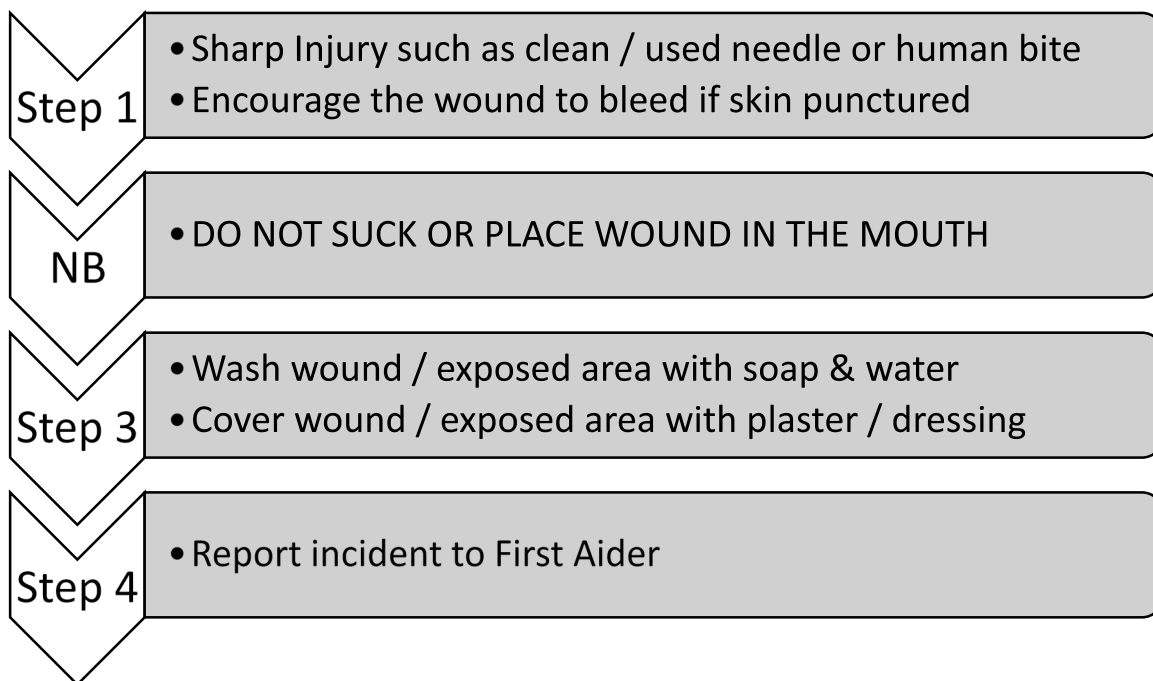 • Sharp Injury such as clean / used needle or human bite
Step 1
• Encourage the wound to bleed if skin punctured
NB
• DO NOT SUCK OR PLACE WOUND IN THE MOUTH
Step 3
• Wash wound / exposed area with soap & water
• Cover wound / exposed area with plaster / dressing
Step 4
• Report incident to First Aider